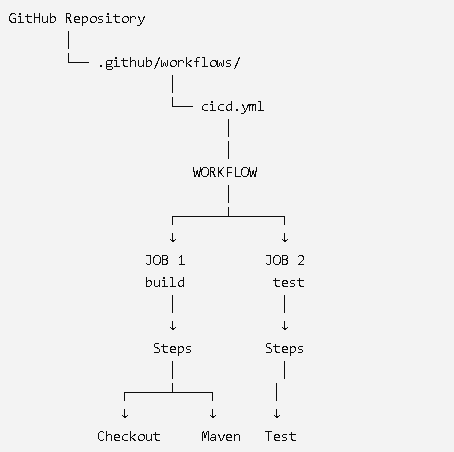 GitHub Repository
.github/workflows/
cicd.yml
WORKFLOW
JOB 1 JOB 2
build test
Steps Steps
Checkout Maven Test